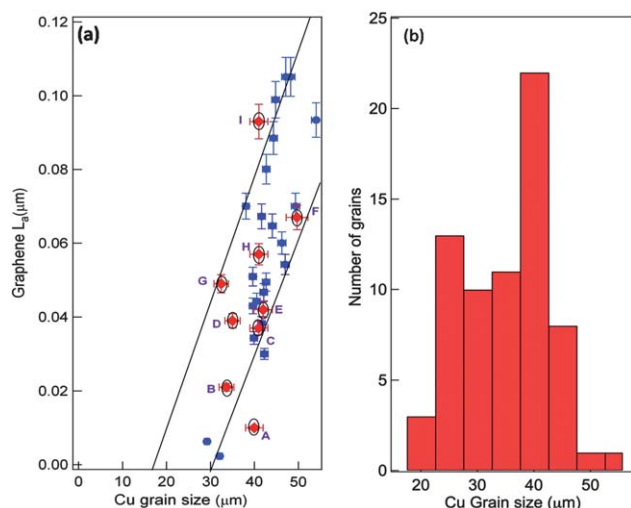 (a)
Graphene Lₐ(μm)
0.12
0.10
0.08
0.06
0.04
0.02
0.00
I
F
H
G
E
D
C
B
A
0 10 20 30 40 50
Cu grain size (μm)
(b)
Number of grains
25
20
15
10
5
0
20 30 40 50
Cu Grain size (μm)